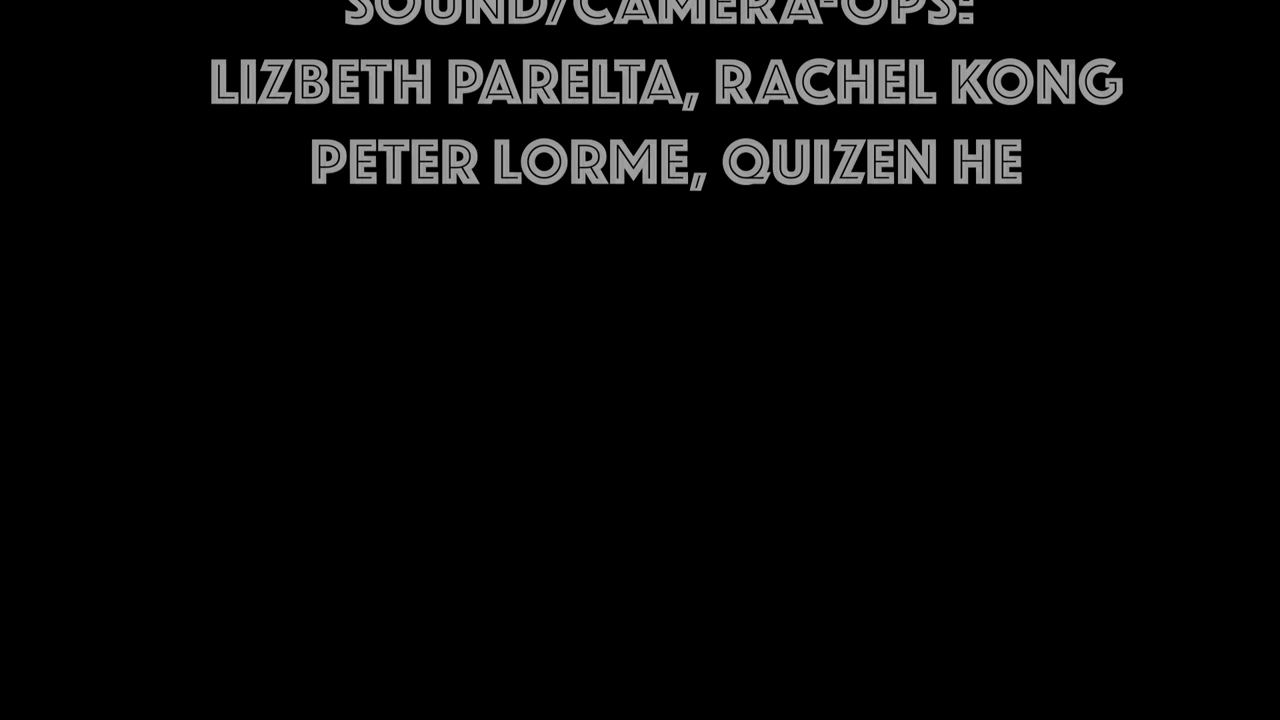 SOUND/CAMERA-OPS:
LIZBETH PARELTA, RACHEL KONG
PETER LORME, QUIZEN HE